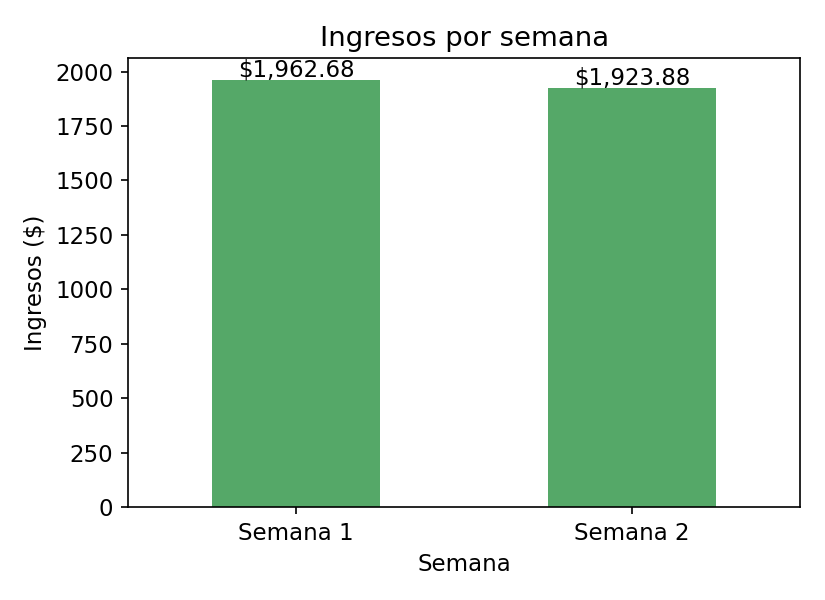 Ingresos por semana
$1,962.68
$1,923.88
2000
1750
1500
1250
1000
750
500
250
0
Ingresos ($)
Semana 1
Semana 2
Semana